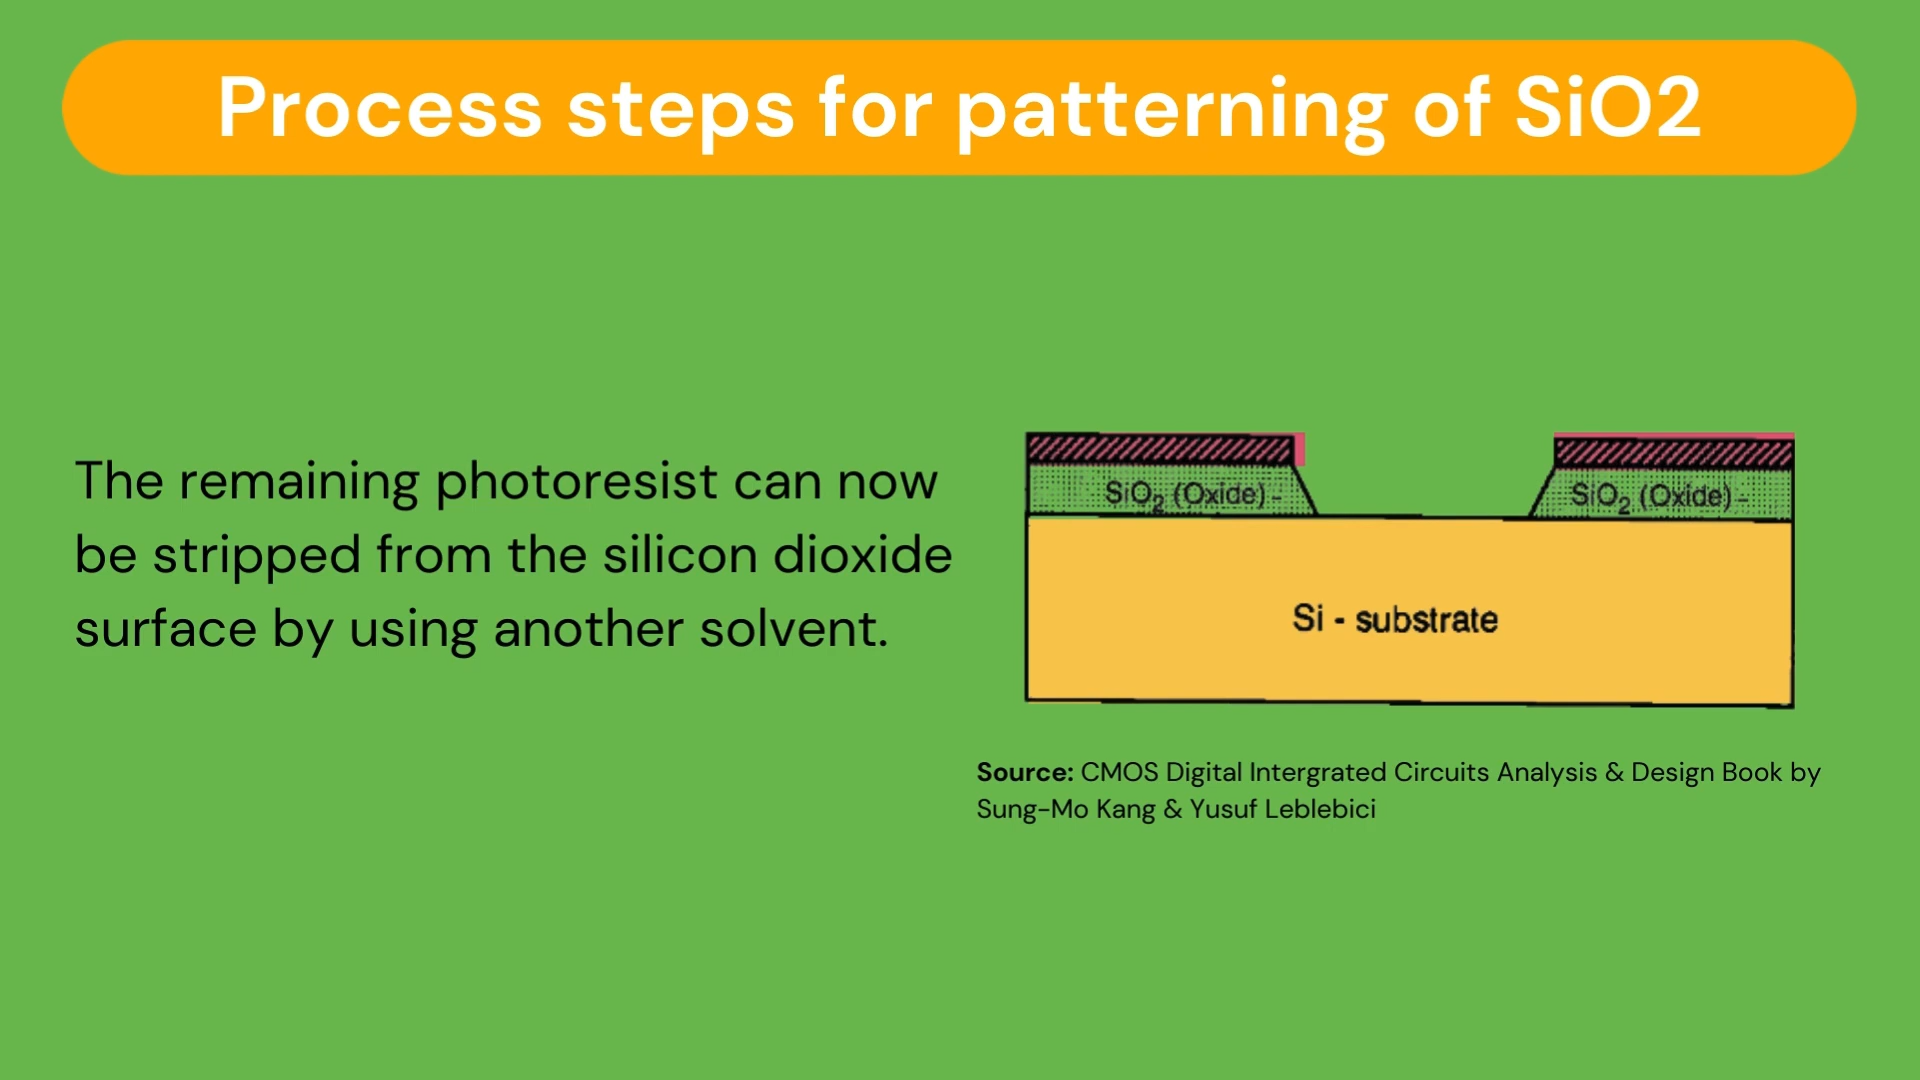 Process steps for patterning of SiO2
The remaining photoresist can now
be stripped from the silicon dioxide
surface by using another solvent.
SiO2 (Oxide) -
SiO2 (Oxide) -
Si - substrate
Source: CMOS Digital Intergrated Circuits Analysis & Design Book by
Sung-Mo Kang & Yusuf Leblebici